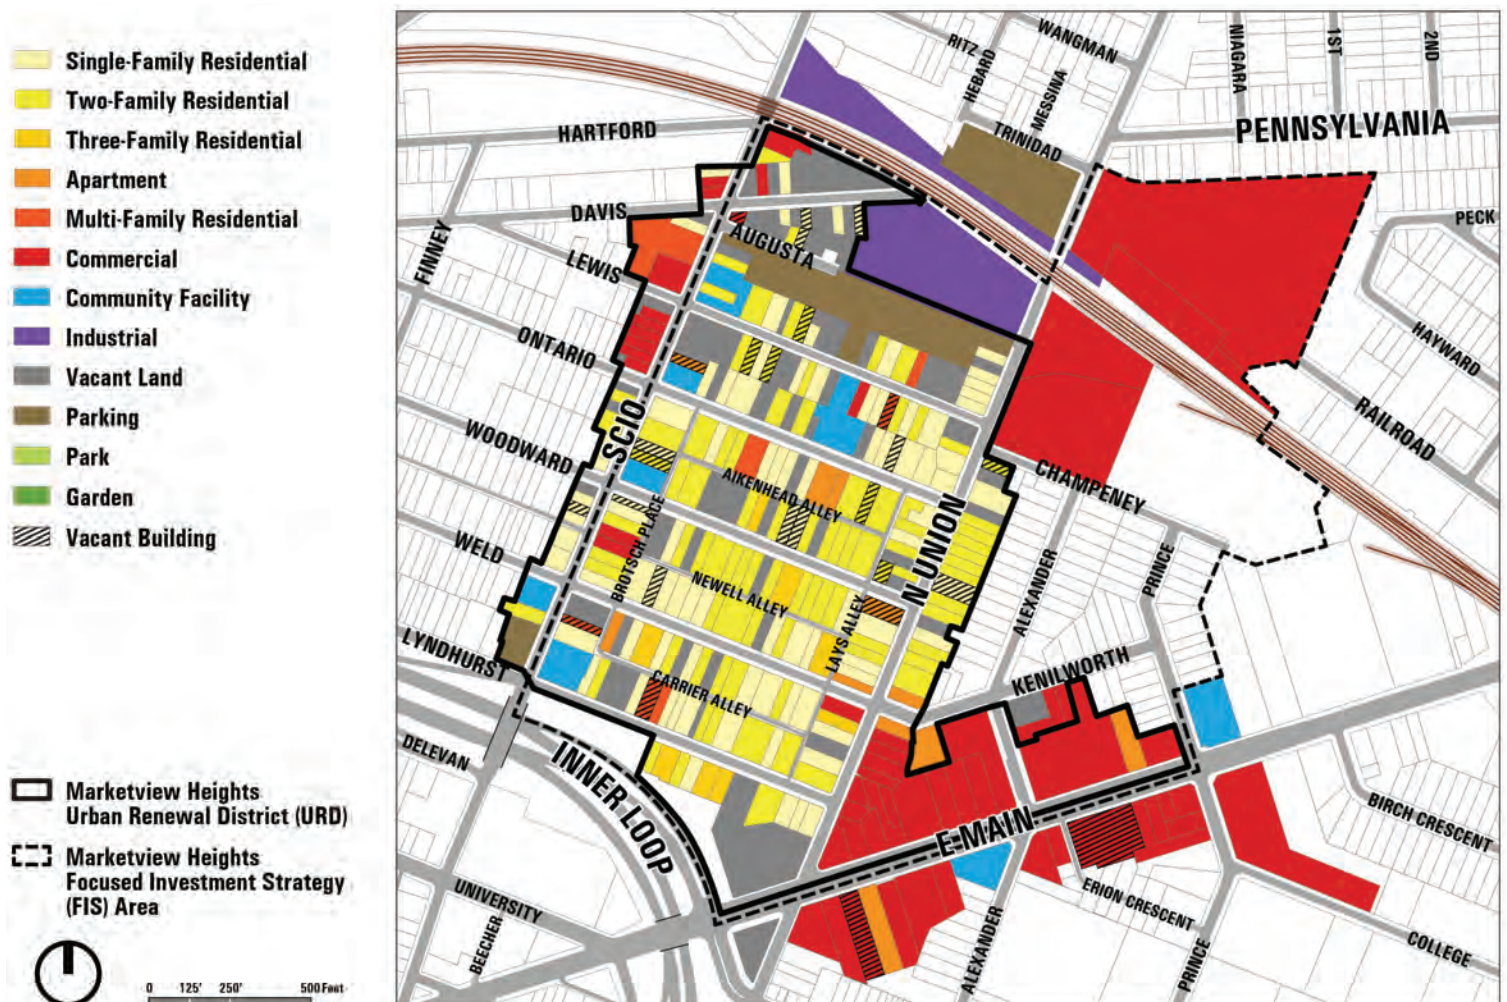 Single-Family Residential
Two-Family Residential
Three-Family Residential
Apartment
Multi-Family Residential
Commercial
Community Facility
Industrial
Vacant Land
Parking
Park
Garden
Vacant Building
Marketview Heights
Urban Renewal District (URD)
Marketview Heights
Focused Investment Strategy
(FIS) Area
0 125' 250' 500 Feet
RITZ
HEBARD
WANGMAN
MESSINA
TRINIDAD
NIAGARA
1ST
2ND
PENNSYLVANIA
HARTFORD
DAVIS
PECK
FINNEY
LEWIS
AUGUSTA
ONTARIO
HAYWARD
RAILROAD
SCIO
WOODWARD
AIKENHEAD ALLEY
CHAMPENEY
WELD
BROTSCH PLACE
NEWELL ALLEY
LAYS ALLEY
N UNION
ALEXANDER
PRINCE
LYNDHURST
CARRIER ALLEY
KENILWORTH
DELEVAN
INNER LOOP
E MAIN
BIRCH CRESCENT
UNIVERSITY
BEECHER
ERION CRESCENT
ALEXANDER
PRINCE
COLLEGE